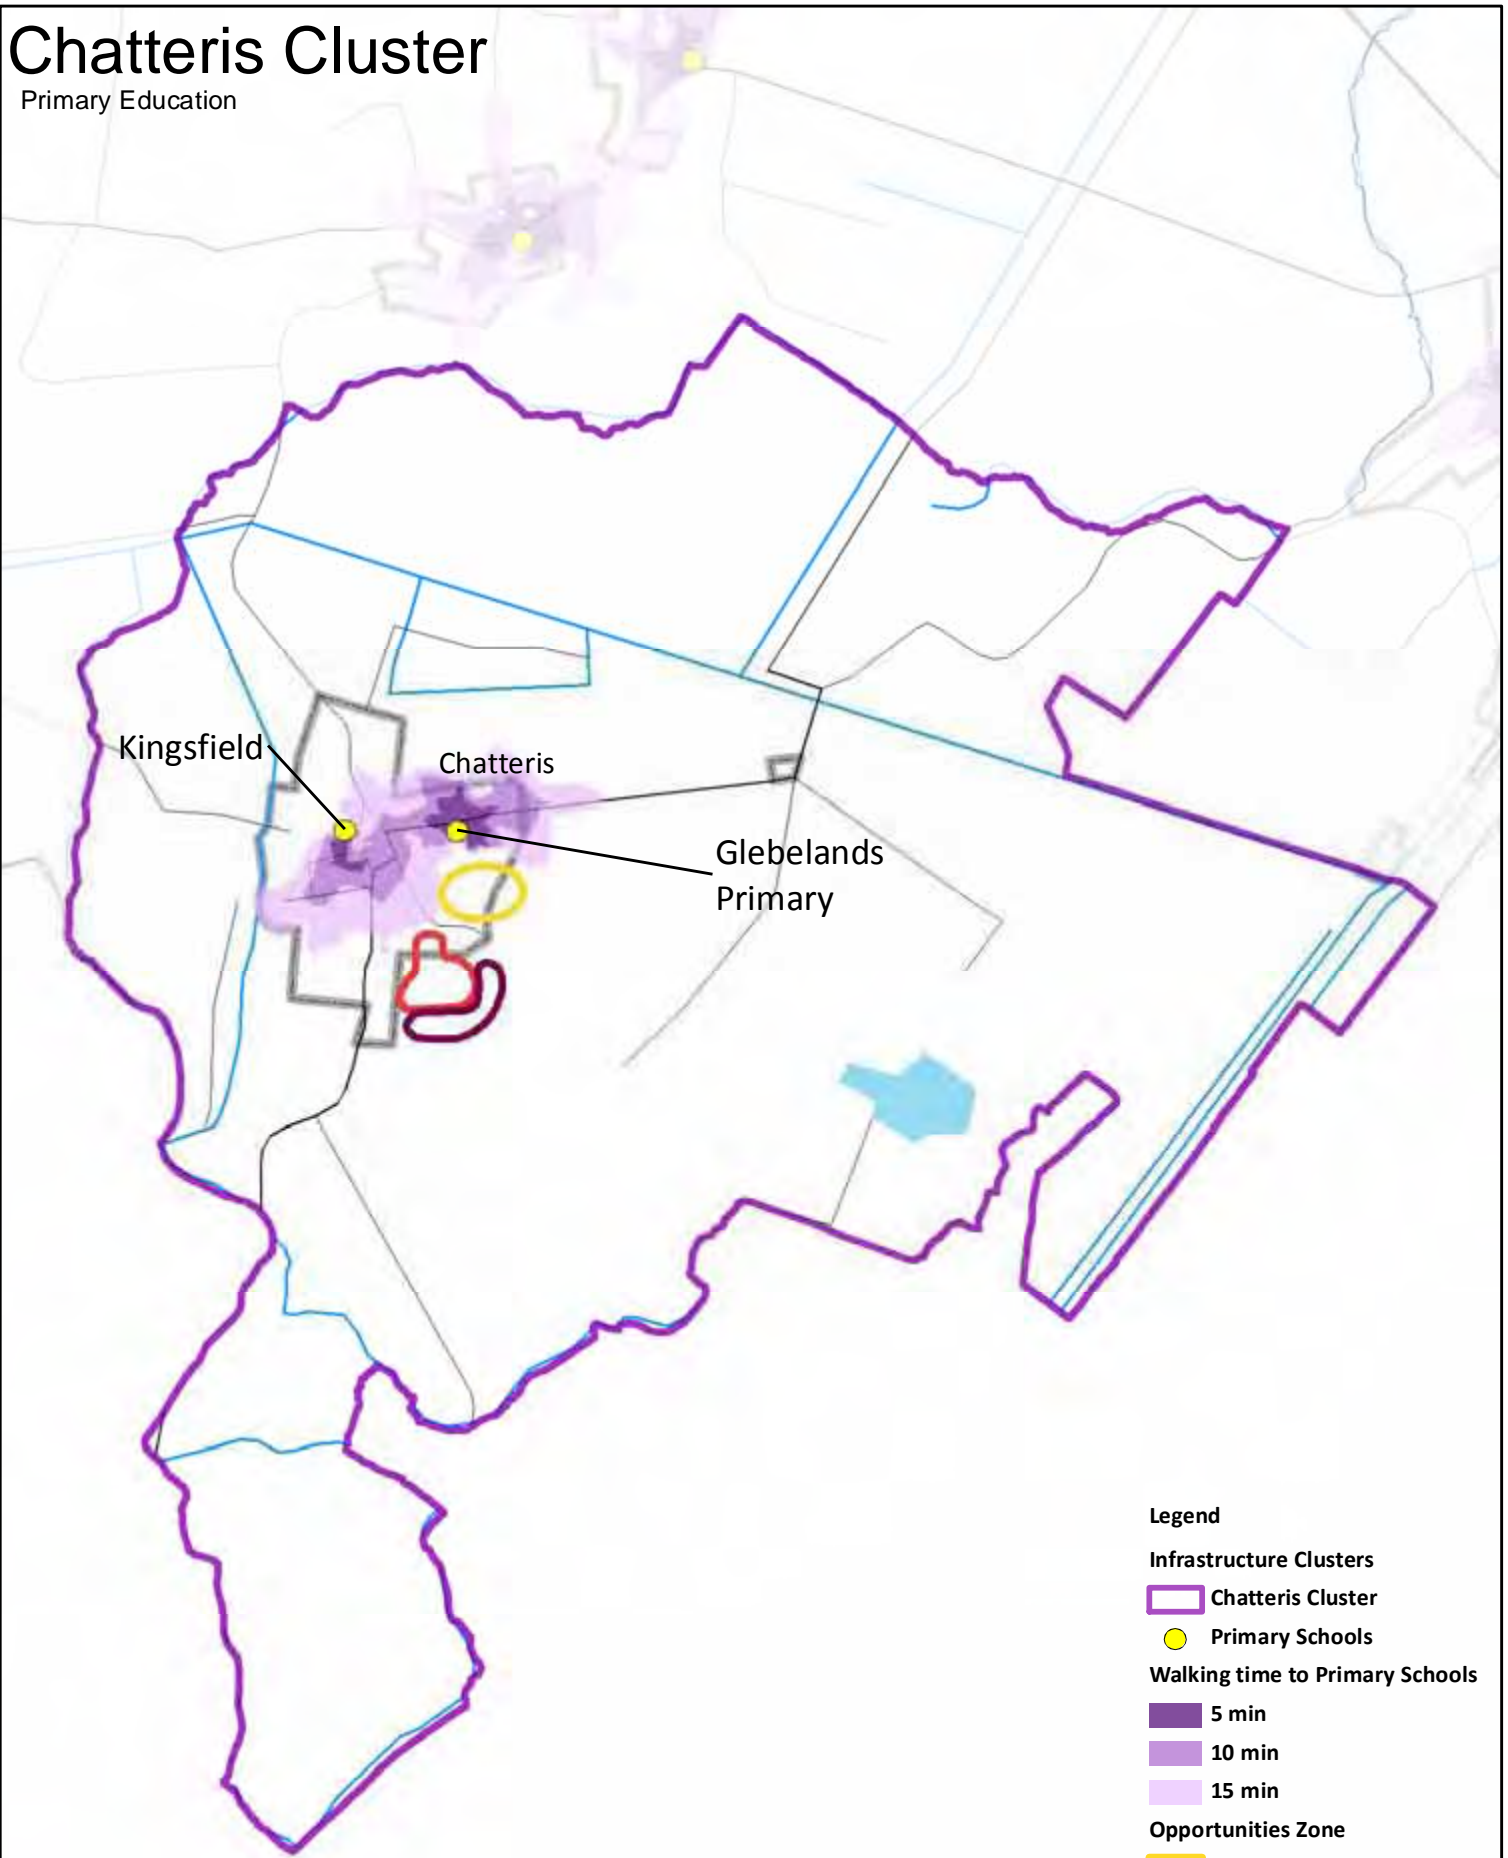 Chatteris Cluster
Primary Education
Kingsfield
Chatteris
Glebelands
Primary
Legend
Infrastructure Clusters
Chatteris Cluster
Primary Schools
Walking time to Primary Schools
5 min
10 min
15 min
Opportunities Zone